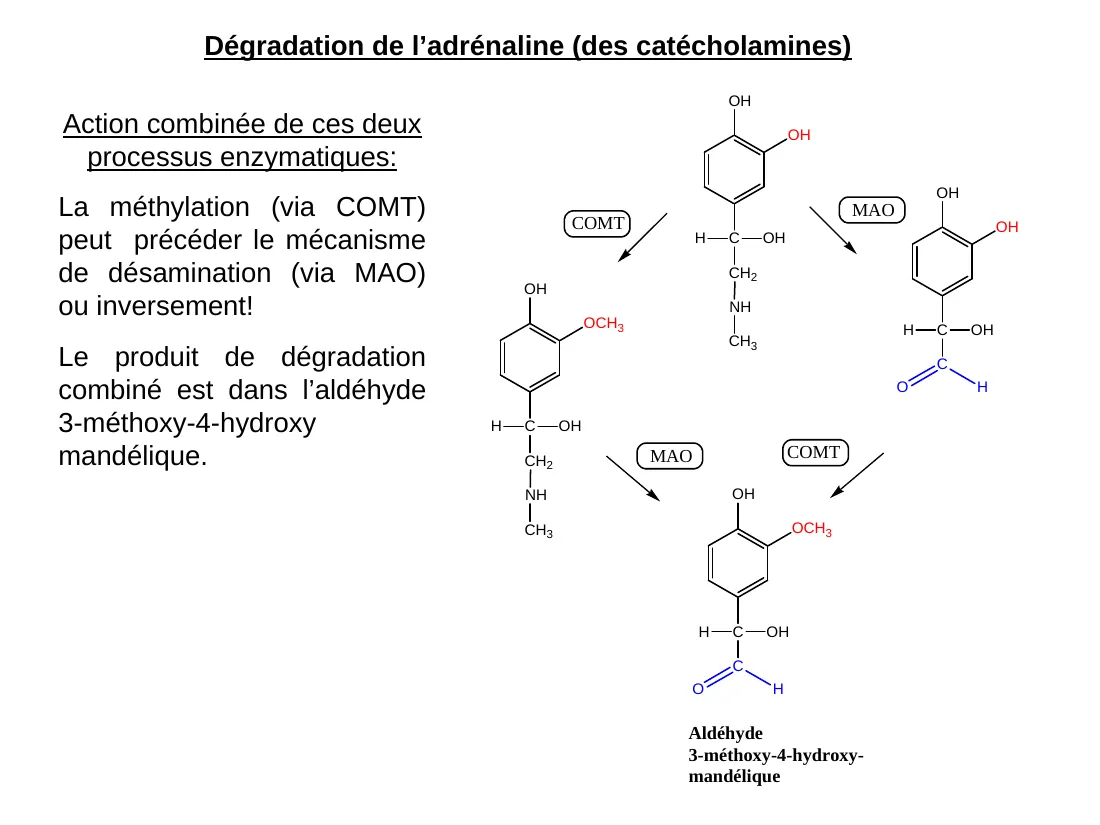 Dégradation de l’adrénaline (des catécholamines)
Action combinée de ces deux
processus enzymatiques:
La méthylation (via COMT)
peut précéder le mécanisme
de désamination (via MAO)
ou inversement!
Le produit de dégradation
combiné est dans l’aldéhyde
3-méthoxy-4-hydroxy
mandélique.
OH
OH
COMT
H C OH
CH2
NH
CH3
MAO
OH
OH
H C OH
C
O H
OH
OCH3
H C OH
CH2
NH
CH3
MAO
COMT
OH
OCH3
H C OH
C
O H
Aldéhyde
3-méthoxy-4-hydroxy-
mandélique